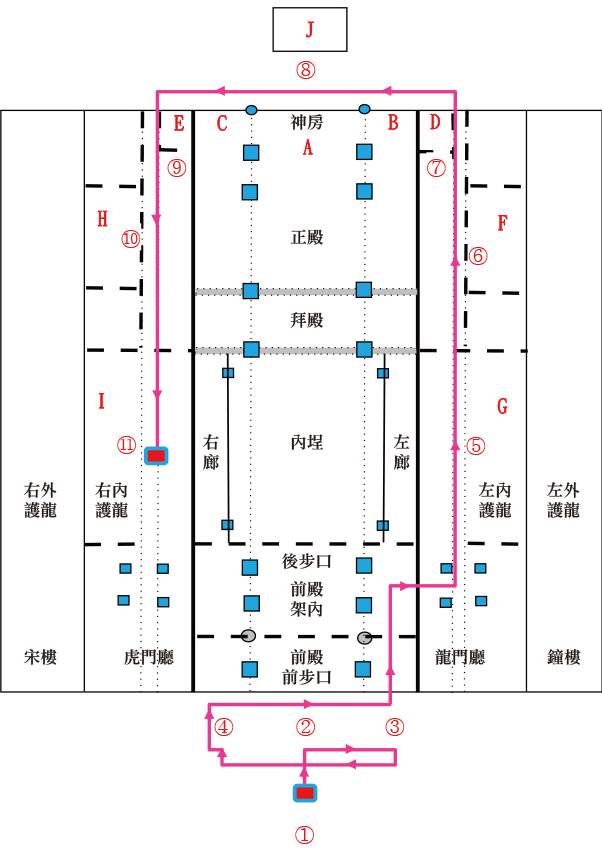 J
⑧
E
C
神房
B
D
A
⑨
⑦
H
⑩
正殿
F
⑥
拜殿
I
G
⑪
右廊
內埕
左廊
⑤
右外護龍
右內護龍
左內護龍
左外護龍
後步口
前殿
架內
宋樓
虎門廳
前殿
前步口
龍門廳
鐘樓
④
②
③
①